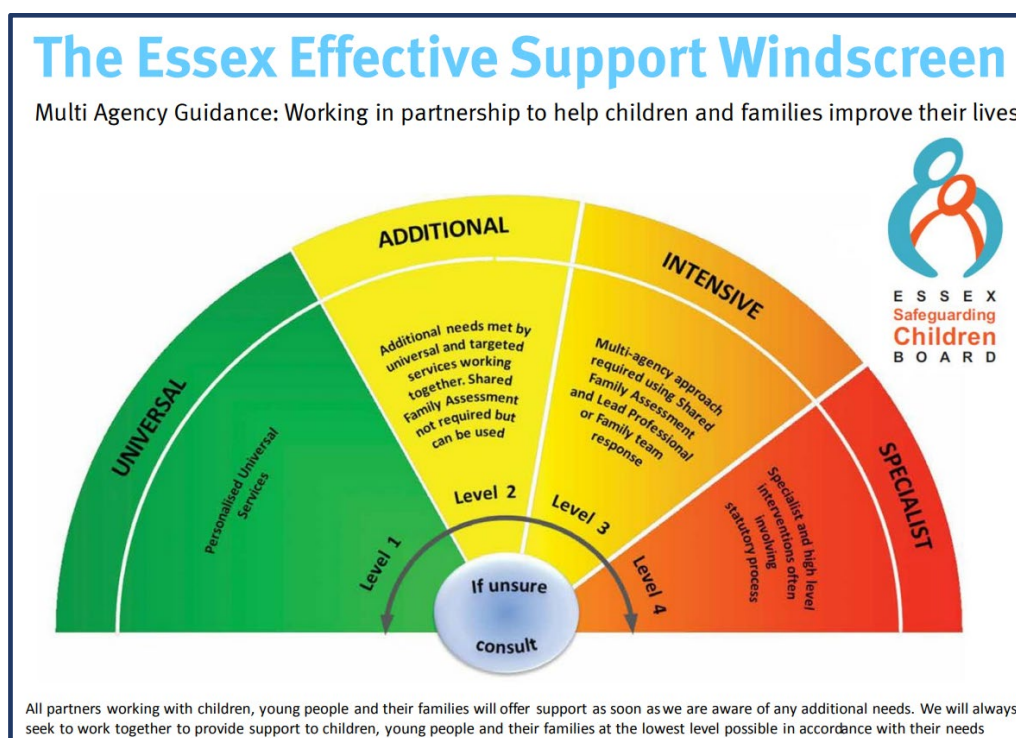 The Essex Effective Support Windscreen
Multi Agency Guidance: Working in partnership to help children and families improve their lives
ESSEX
Safeguarding
Children
BOARD
UNIVERSAL
Personalised Universal
Services
Level 1
ADDITIONAL
Additional needs met by
universal and targeted
services working
together. Shared
Family Assessment
not required but
can be used
Level 2
INTENSIVE
Multi-agency approach
required using Shared
Family Assessment
and Lead Professional
or Family team
response
Level 3
SPECIALIST
Specialist and high level
interventions often
involving
statutory process
Level 4
If unsure
consult
All partners working with children, young people and their families will offer support as soon as we are aware of any additional needs. We will always
seek to work together to provide support to children, young people and their families at the lowest level possible in accordance with their needs